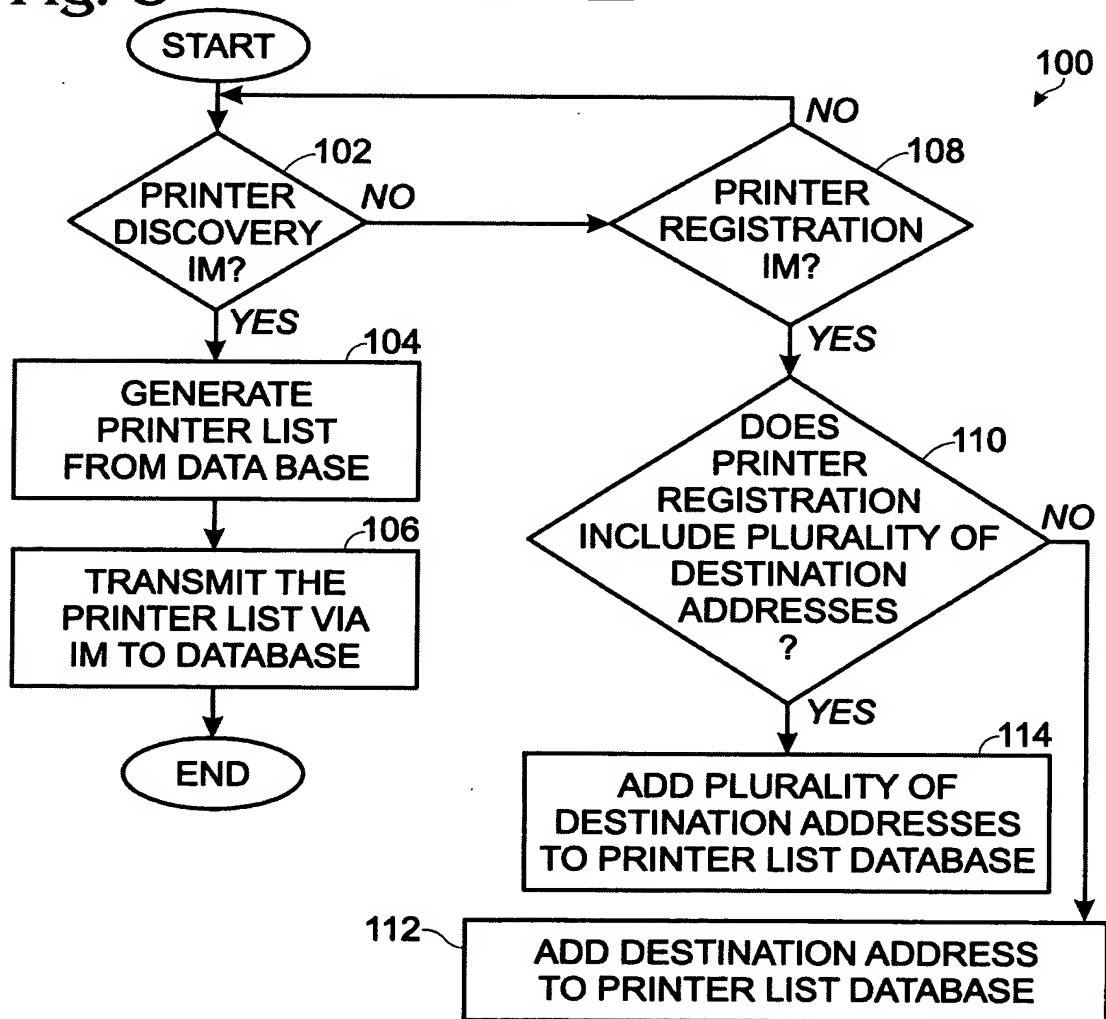 START
100
NO
102
108
PRINTER
DISCOVERY
IM?
NO
PRINTER
REGISTRATION
IM?
YES
YES
104
GENERATE
PRINTER LIST
FROM DATA BASE
DOES
PRINTER
REGISTRATION
INCLUDE PLURALITY OF
DESTINATION
ADDRESSES
?
110
NO
106
TRANSMIT THE
PRINTER LIST VIA
IM TO DATABASE
YES
END
114
ADD PLURALITY OF
DESTINATION ADDRESSES
TO PRINTER LIST DATABASE
112
ADD DESTINATION ADDRESS
TO PRINTER LIST DATABASE